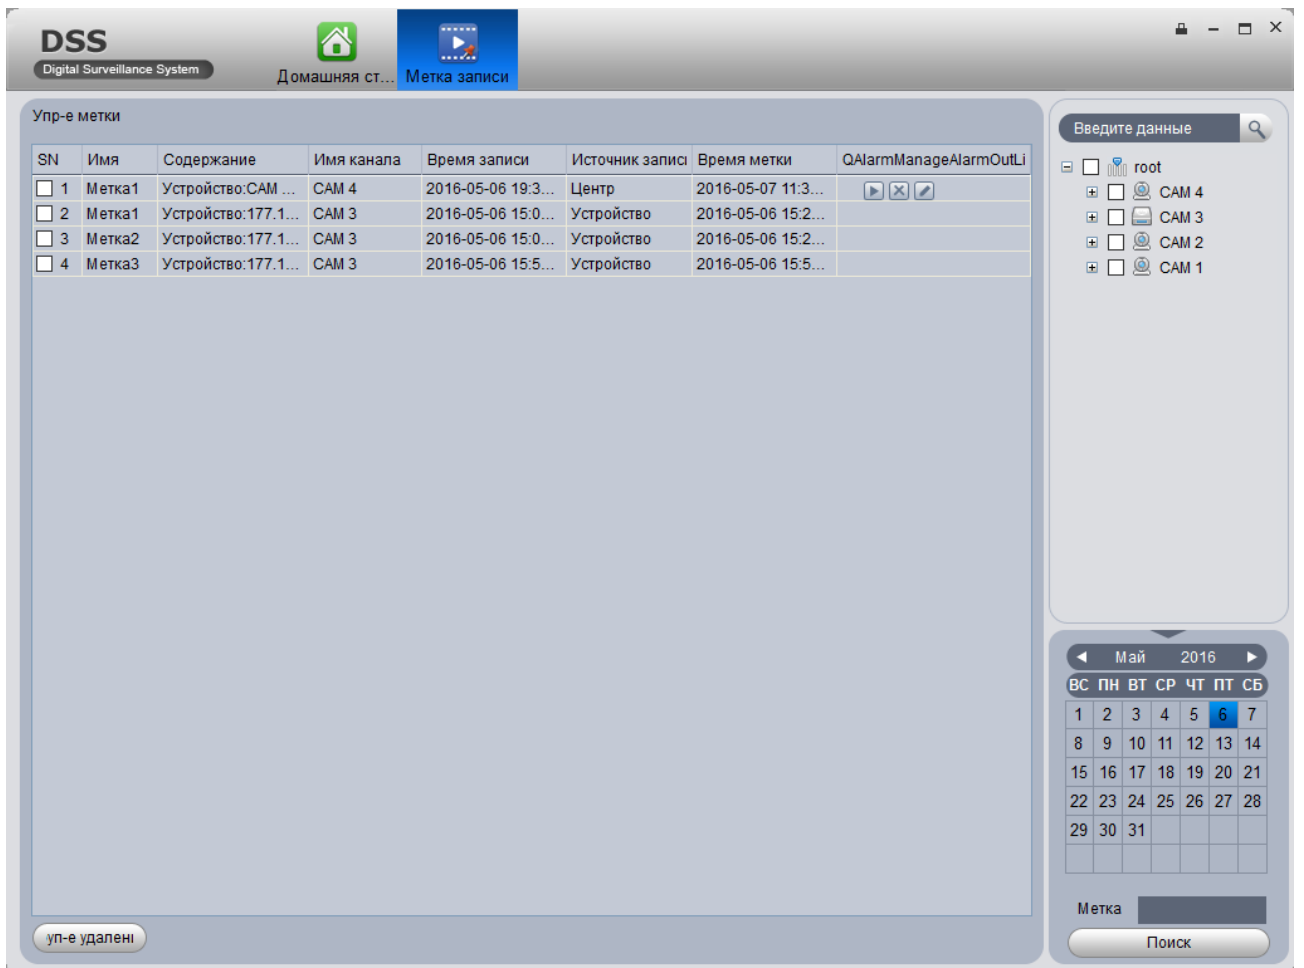 DSS
Digital Surveillance System
Домашняя ст...
Метка записи
Упр-е метки
SN Имя Содержание Имя канала Время записи Источник записи Время метки QAlarmManageAlarmOutLi
1 Метка1 Устройство:CAM ... CAM 4 2016-05-06 19:3... Центр 2016-05-07 11:3...
2 Метка1 Устройство:177.1... CAM 3 2016-05-06 15:0... Устройство 2016-05-06 15:2...
3 Метка2 Устройство:177.1... CAM 3 2016-05-06 15:0... Устройство 2016-05-06 15:2...
4 Метка3 Устройство:177.1... CAM 3 2016-05-06 15:5... Устройство 2016-05-06 15:5...
уп-е удалені
Введите данные
root
CAM 4
CAM 3
CAM 2
CAM 1
Май 2016
ВС ПН ВТ СР ЧТ ПТ СБ
1 2 3 4 5 6 7
8 9 10 11 12 13 14
15 16 17 18 19 20 21
22 23 24 25 26 27 28
29 30 31
Метка
Поиск